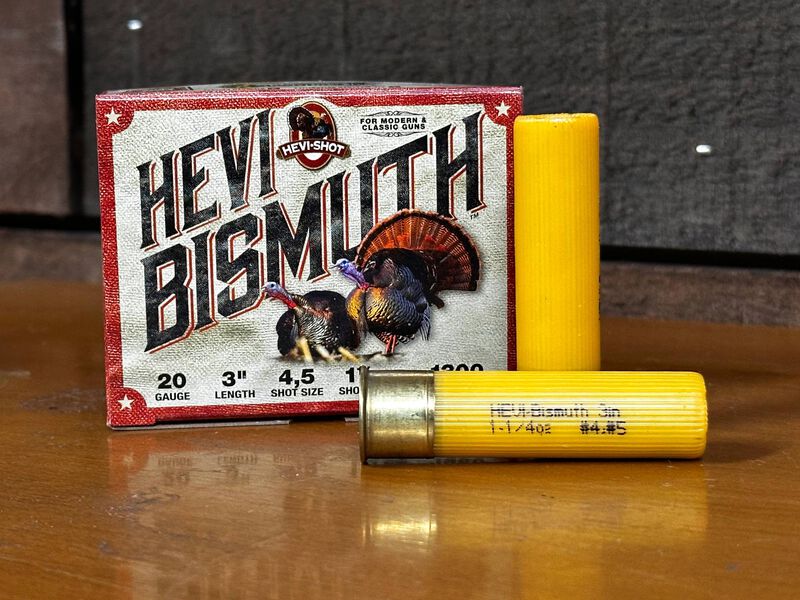 HEVI-SHOT
FOR MODERN &
CLASSIC GUNS
HEVI
BISMUTH™
20 3" 4,5
GAUGE LENGTH SHOT SIZE
HEVI-Bismuth 3in
1-1/4oz #4,#5